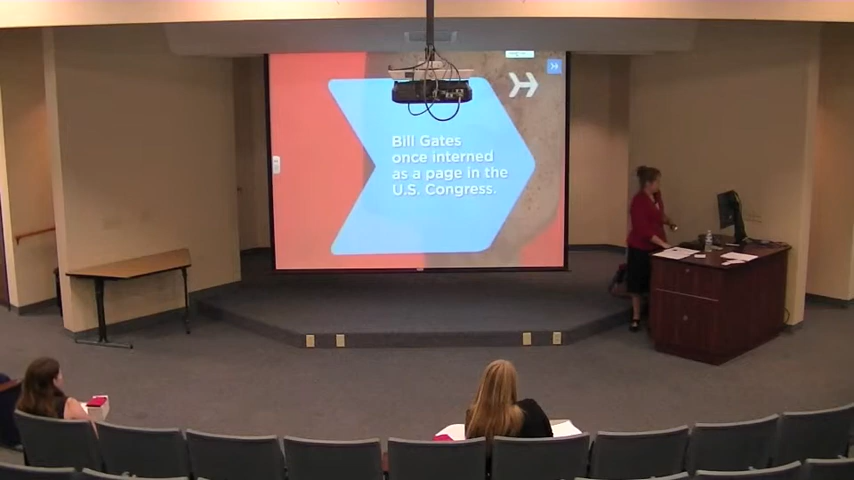 Bill Gates
once interned
as a page in the
U.S. Congress.